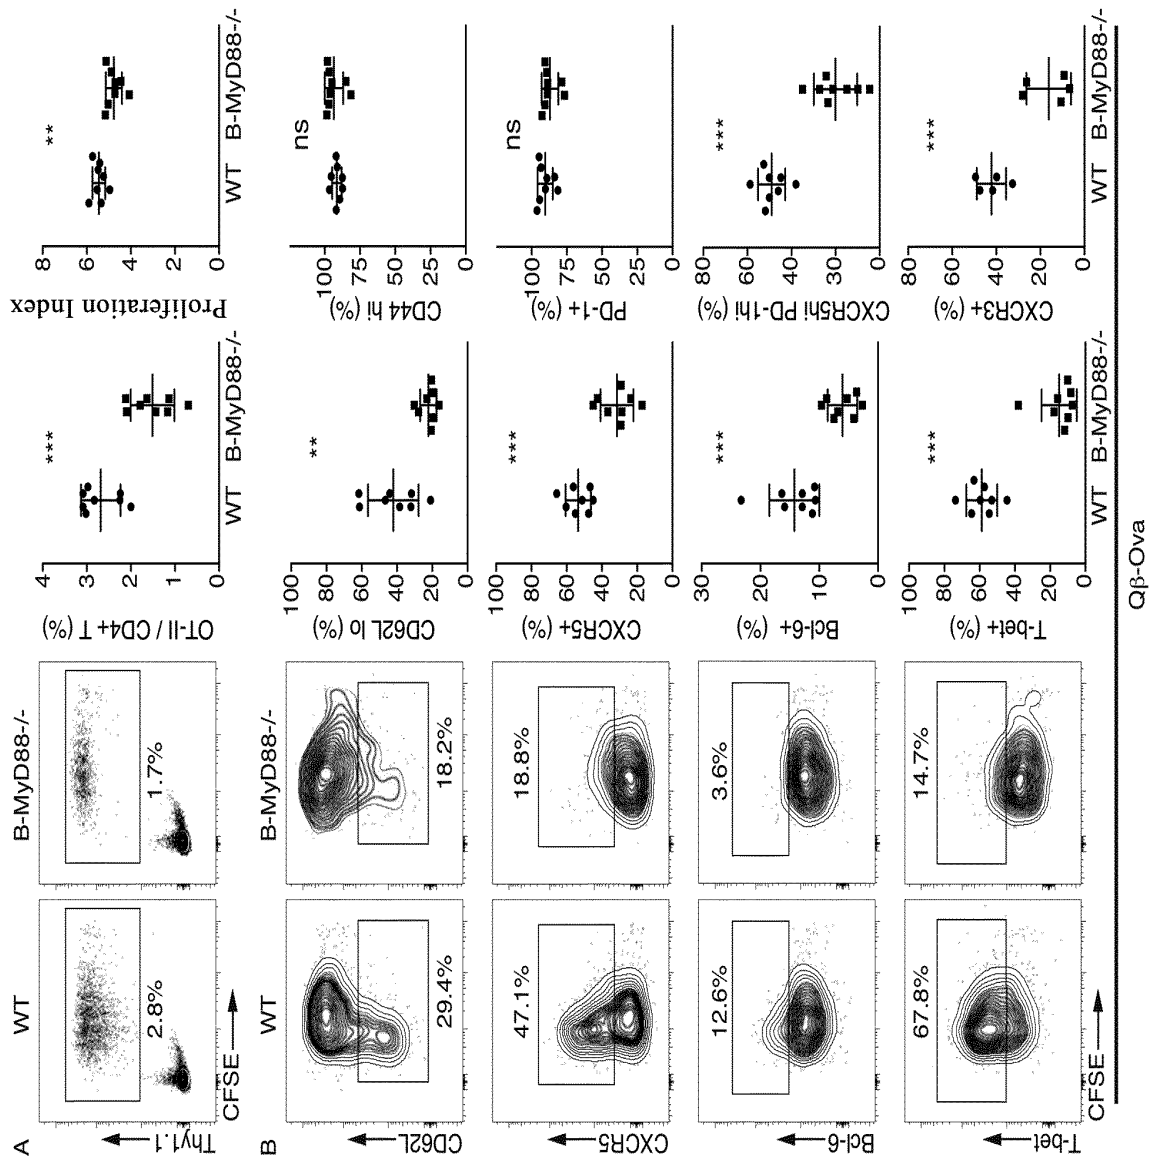 A
WT
B-MyD88-/-
Thy1.1
2.8%
1.7%
CFSE
OT-II / CD4+ T (%)
4
3
2
1
0
***
WT
B-MyD88-/-
Proliferation Index
8
6
4
2
0
**
WT
B-MyD88-/-
B
WT
B-MyD88-/-
CD62L
29.4%
18.2%
CD62L lo (%)
100
80
60
40
20
0
**
CD44 hi (%)
100
75
50
25
0
ns
CXCR5
47.1%
18.8%
CXCR5+ (%)
100
80
60
40
20
0
***
PD-1+ (%)
100
75
50
25
0
ns
Bcl-6
12.6%
3.6%
Bcl-6+ (%)
30
20
10
0
***
CXCR5hi PD-1hi (%)
80
60
40
20
0
***
T-bet
67.8%
14.7%
CFSE
T-bet+ (%)
100
80
60
40
20
0
***
WT
B-MyD88-/-
CXCR3+ (%)
80
60
40
20
0
***
WT
B-MyD88-/-
Qβ-Ova